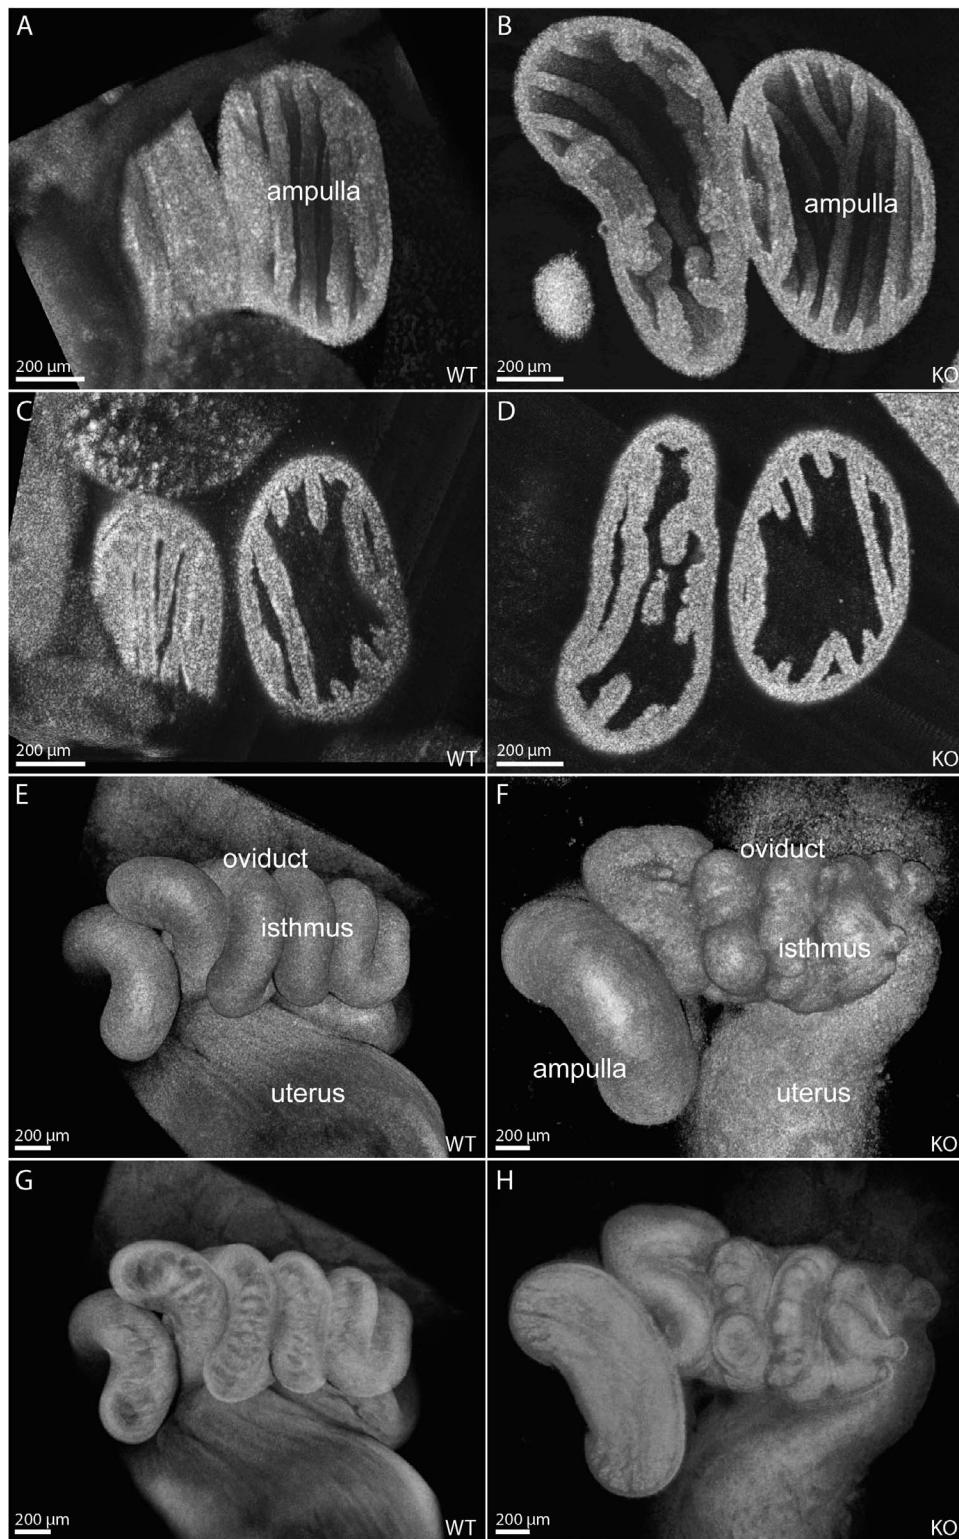 A
ampulla
200 µm
WT
B
ampulla
200 µm
KO
C
200 µm
WT
D
200 µm
KO
E
oviduct
isthmus
uterus
200 µm
WT
F
oviduct
isthmus
ampulla
uterus
200 µm
KO
G
200 µm
WT
H
200 µm
KO